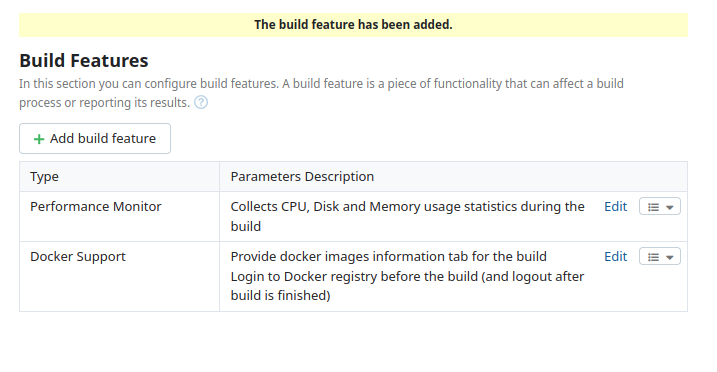 The build feature has been added.
Build Features
In this section you can configure build features. A build feature is a piece of functionality that can affect a build
process or reporting its results. ?
+ Add build feature
Type Parameters Description
Performance Monitor Collects CPU, Disk and Memory usage statistics during the Edit
build
Docker Support Provide docker images information tab for the build Edit
Login to Docker registry before the build (and logout after
build is finished)